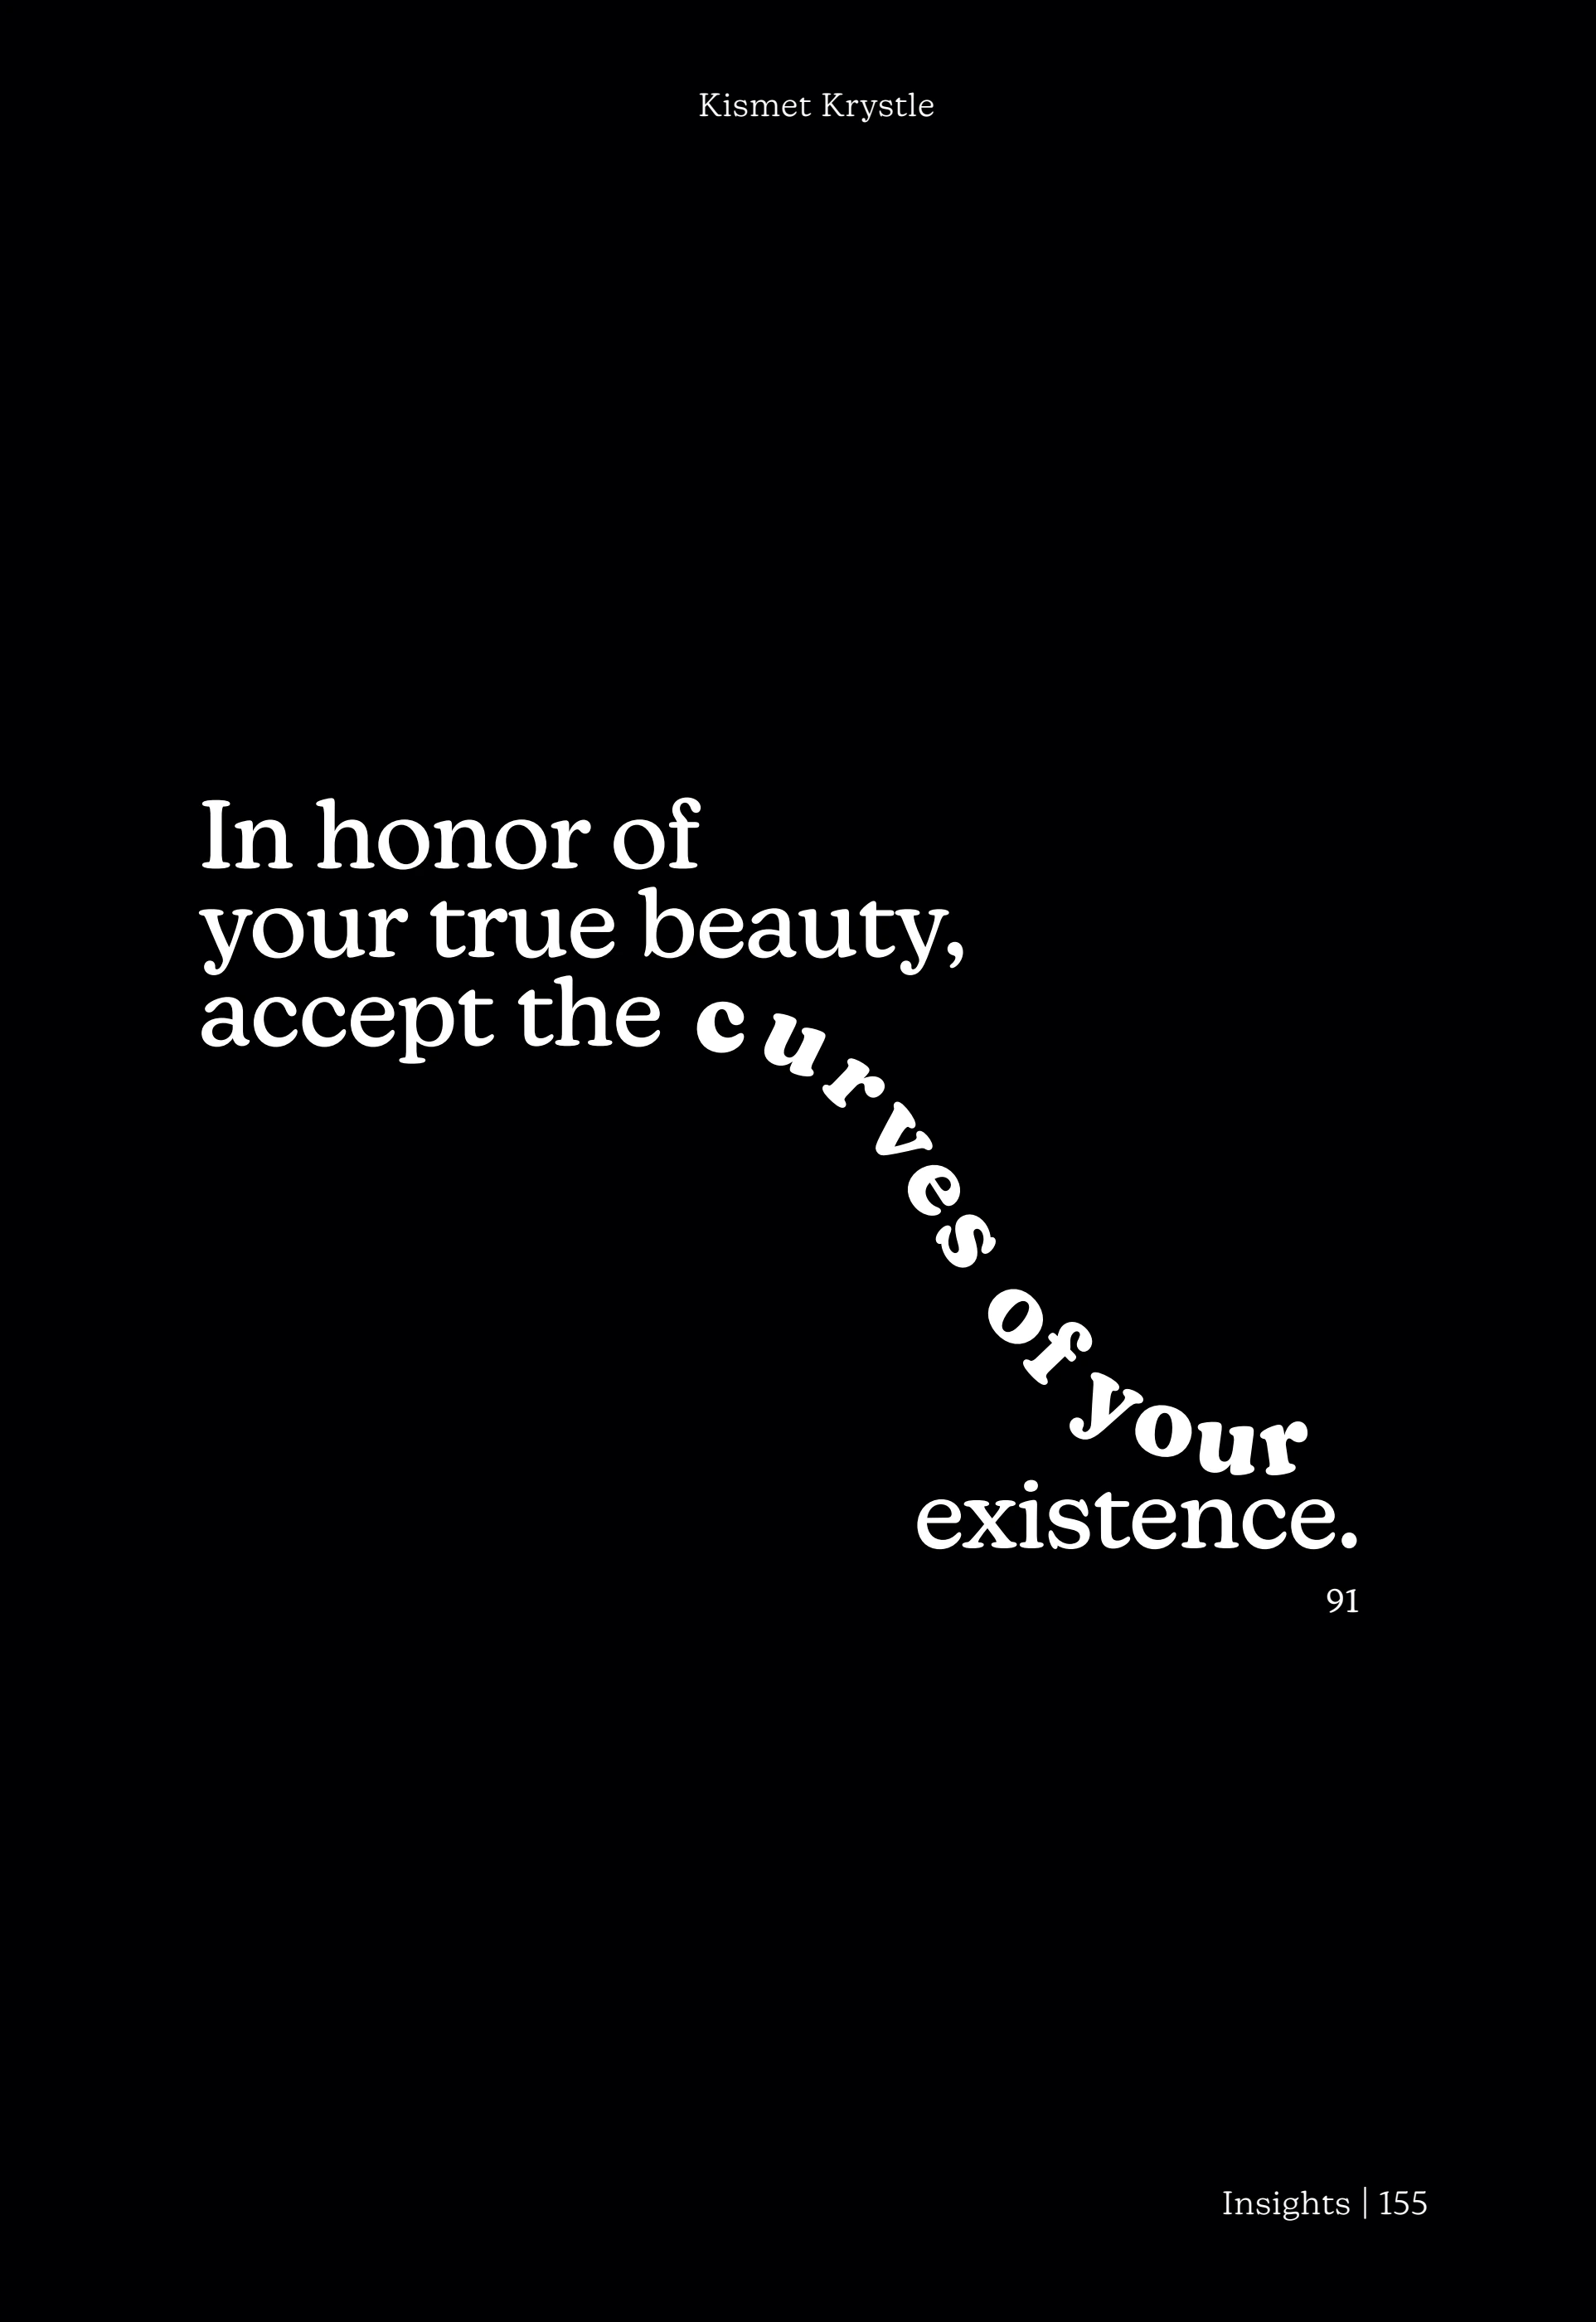 Kismet Krystle
In honor of
your true beauty,
accept the curves of your
existence.
91
Insights | 155